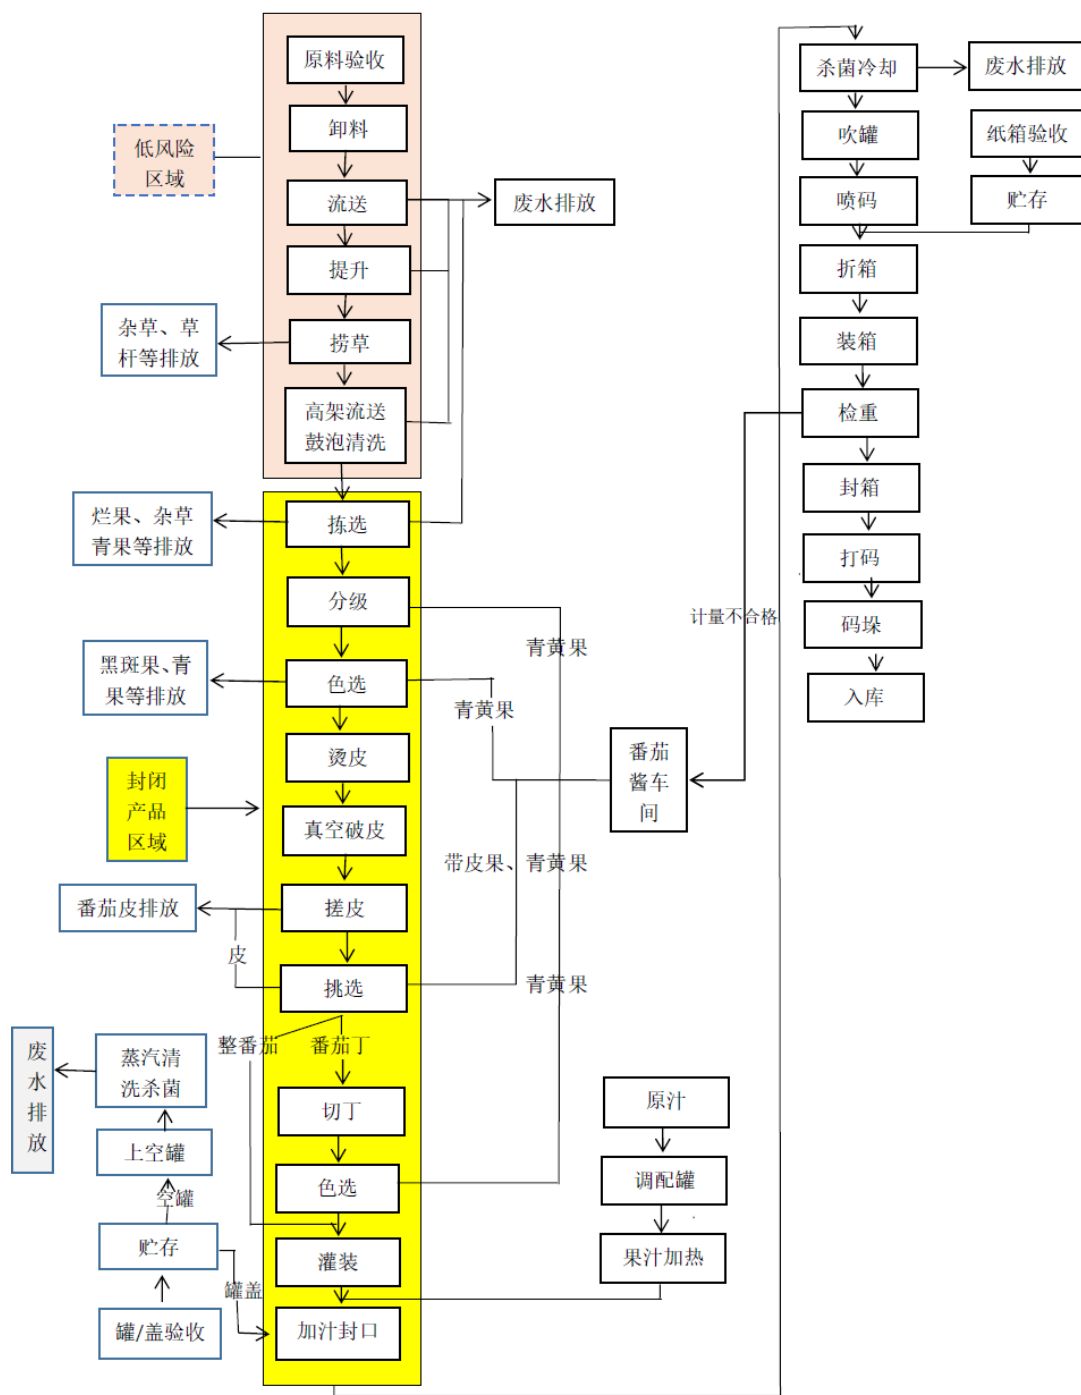 原料验收
卸料
低风险
区域
流送
废水排放
提升
杂草、草
杆等排放
捞草
高架流送
鼓泡清洗
烂果、杂草
青果等排放
拣选
分级
青黄果
黑斑果、青
果等排放
色选
青黄果
烫皮
封闭
产品
区域
真空破皮
番茄
酱车
间
带皮果、
青黄果
番茄皮排放
搓皮
皮
挑选
青黄果
整番茄
番茄丁
废
水
排
放
蒸汽清
洗杀菌
切丁
上空罐
色选
空罐
贮存
灌装
罐盖
罐/盖验收
加汁封口
原汁
调配罐
果汁加热
杀菌冷却
废水排放
吹罐
纸箱验收
喷码
贮存
折箱
装箱
检重
封箱
打码
计量不合格
码垛
入库